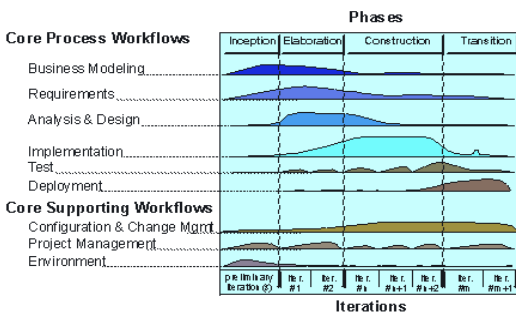 Phases
Core Process Workflows
Inception Elaboration Construction Transition
Business Modeling
Requirements
Analysis & Design
Implementation
Test
Deployment
Core Supporting Workflows
Configuration & Change Mgmt
Project Management
Environment
preliminary iteration(s) Iter. #1 Iter. #2 Iter. #n Iter. #n+1 Iter. #n+2 Iter. #m Iter. #m+1
Iterations